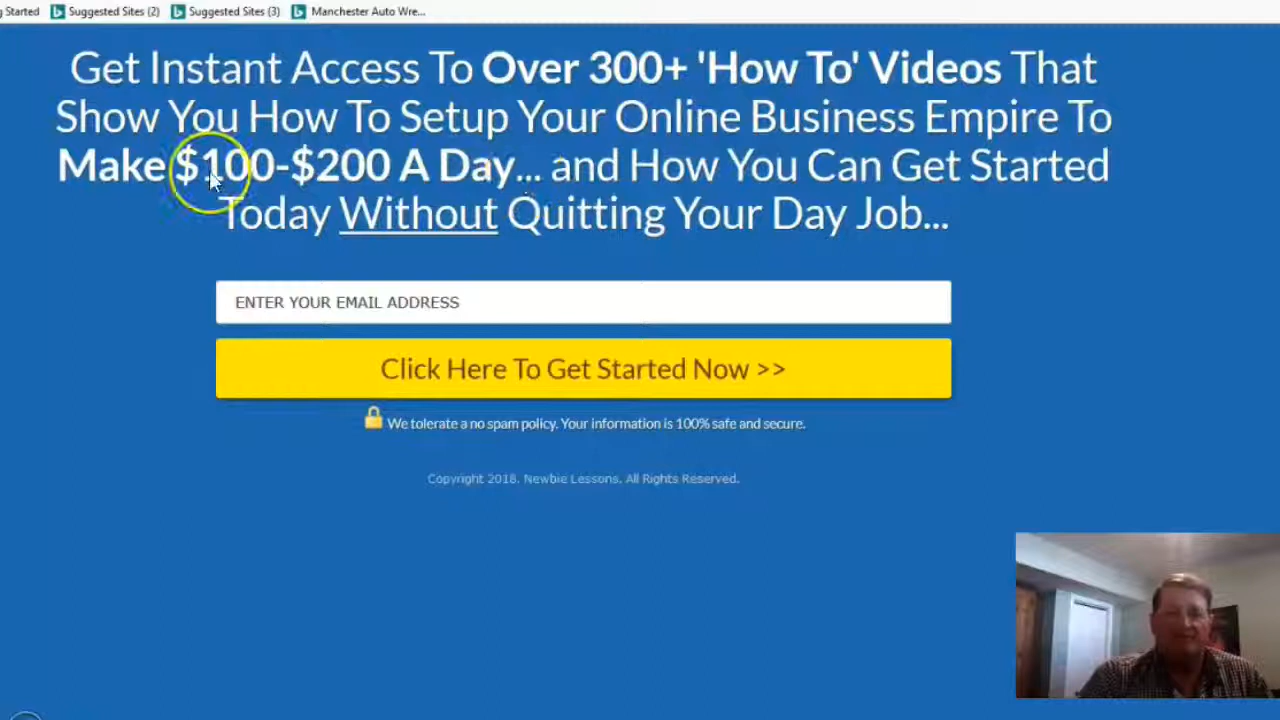 g Started Suggested Sites (2) Suggested Sites (3) Manchester Auto Wre...
Get Instant Access To Over 300+ 'How To' Videos That
Show You How To Setup Your Online Business Empire To
Make $100-$200 A Day... and How You Can Get Started
Today Without Quitting Your Day Job...
ENTER YOUR EMAIL ADDRESS
Click Here To Get Started Now >>
We tolerate a no spam policy. Your information is 100% safe and secure.
Copyright 2018. Newbie Lessons. All Rights Reserved.